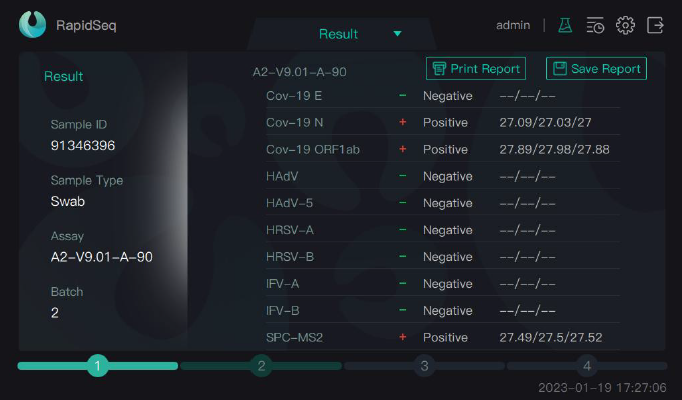 RapidSeq
Result
admin
Result
A2-V9.01-A-90
Print Report
Save Report
Sample ID
91346396
Sample Type
Swab
Assay
A2-V9.01-A-90
Batch
2
Cov-19 E - Negative --/--/--
Cov-19 N + Positive 27.09/27.03/27
Cov-19 ORF1ab + Positive 27.89/27.98/27.88
HAdV - Negative --/--/--
HAdV-5 - Negative --/--/--
HRSV-A - Negative --/--/--
HRSV-B - Negative --/--/--
IFV-A - Negative --/--/--
IFV-B - Negative --/--/--
SPC-MS2 + Positive 27.49/27.5/27.52
1 2 3 4
2023-01-19 17:27:06